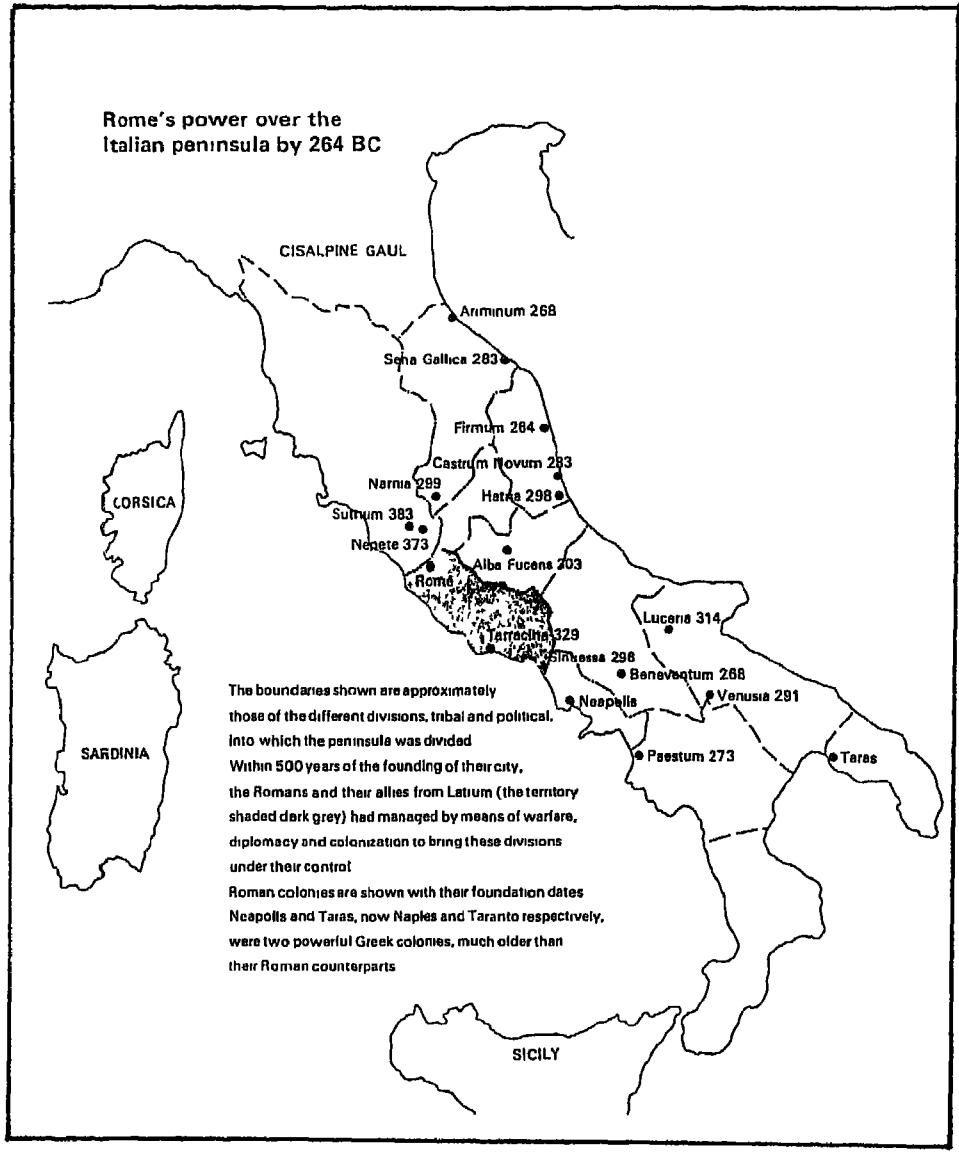 Rome's power over the
Italian peninsula by 264 BC
CISALPINE GAUL
Ariminum 268
Sena Gallica 283
Firmum 264
Castrum Novum 283
Narnia 299
Hatria 298
CORSICA
Sutrium 383
Nepete 373
Alba Fucens 303
Rome
Luceria 314
Tarracina 329
Sinuessa 296
Beneventum 268
The boundaries shown are approximately
Venusia 291
Neapolis
those of the different divisions, tribal and political,
into which the peninsula was divided
SARDINIA
Paestum 273
Taras
Within 500 years of the founding of their city,
the Romans and their allies from Latium (the territory
shaded dark grey) had managed by means of warfare,
diplomacy and colonization to bring these divisions
under their control
Roman colonies are shown with their foundation dates
Neapolis and Taras, now Naples and Taranto respectively,
were two powerful Greek colonies, much older than
their Roman counterparts
SICILY